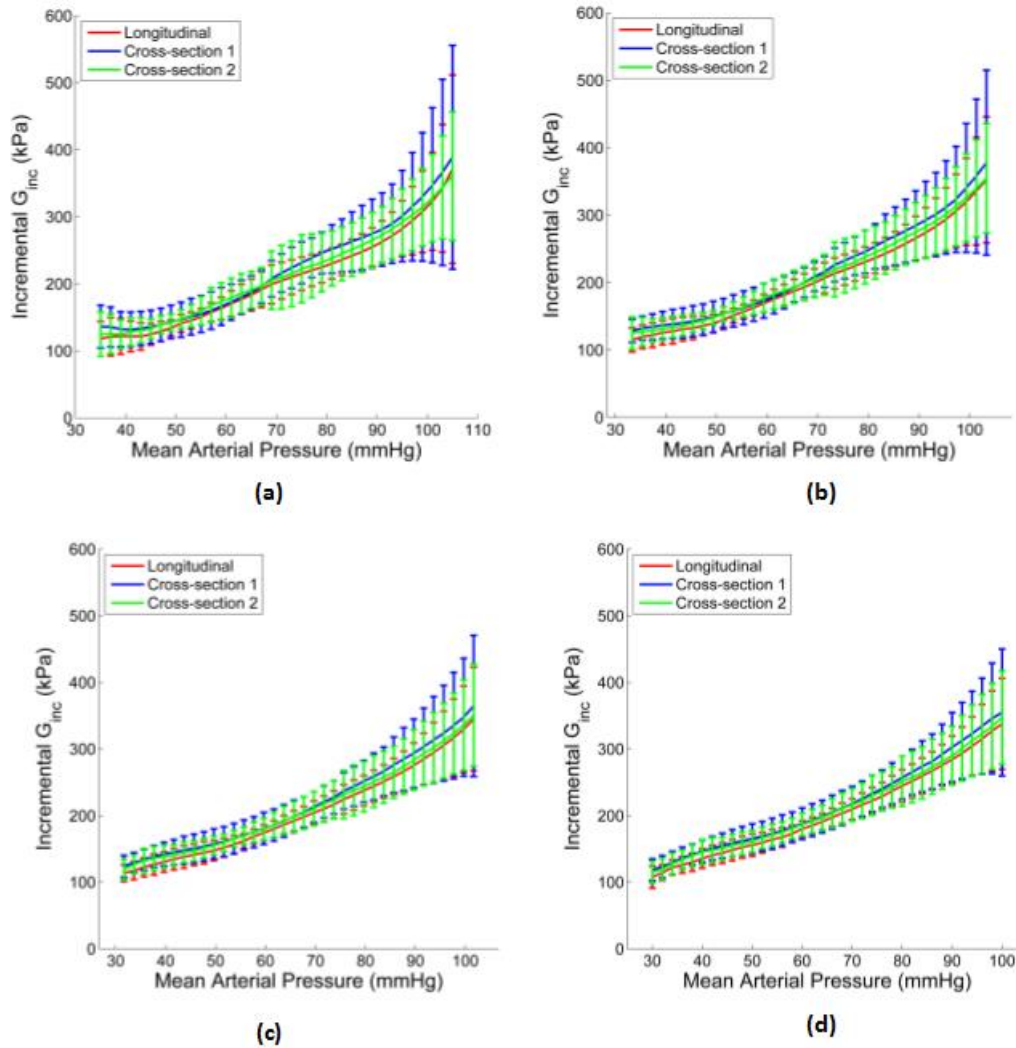 600
500
400
300
200
100
0
Incremental Ginc (kPa)
Longitudinal
Cross-section 1
Cross-section 2
30 40 50 60 70 80 90 100 110
Mean Arterial Pressure (mmHg)
(a)
600
500
400
300
200
100
0
Incremental Ginc (kPa)
Longitudinal
Cross-section 1
Cross-section 2
30 40 50 60 70 80 90 100
Mean Arterial Pressure (mmHg)
(b)
600
500
400
300
200
100
0
Incremental Ginc (kPa)
Longitudinal
Cross-section 1
Cross-section 2
30 40 50 60 70 80 90 100
Mean Arterial Pressure (mmHg)
(c)
600
500
400
300
200
100
0
Incremental Ginc (kPa)
Longitudinal
Cross-section 1
Cross-section 2
30 40 50 60 70 80 90 100
Mean Arterial Pressure (mmHg)
(d)